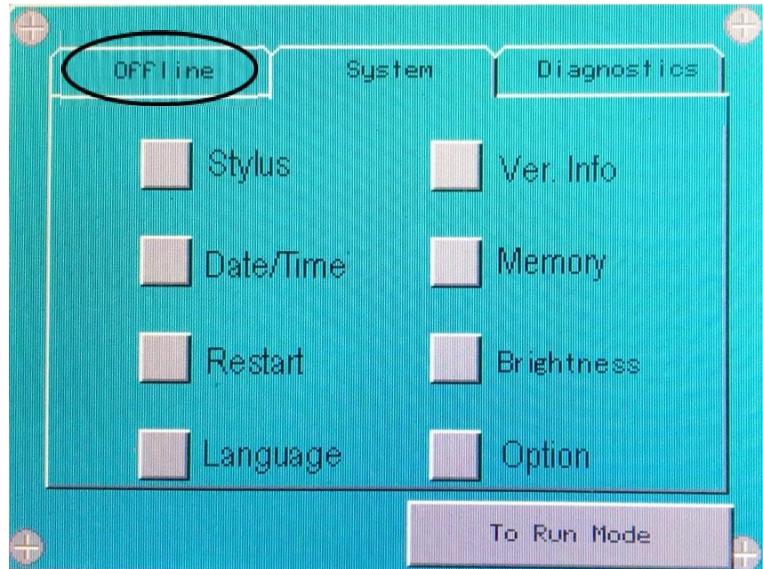 Offline System Diagnostics
Stylus Ver. Info
Date/Time Memory
Restart Brightness
Language Option
To Run Mode